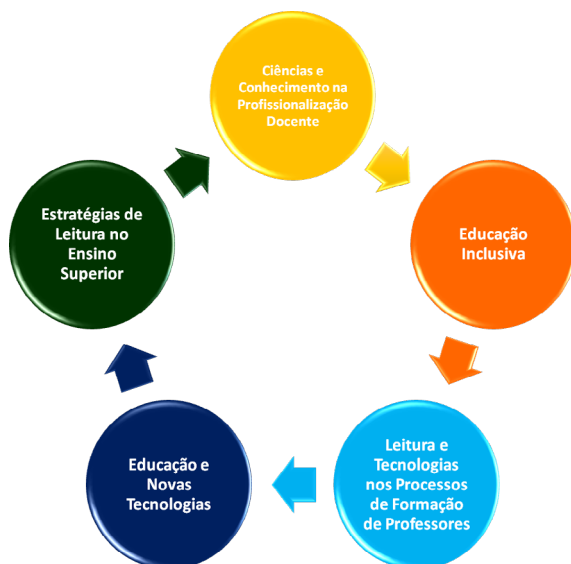 Ciências e
Conhecimento na
Profissionalização
Docente
Educação
Inclusiva
Leitura e
Tecnologias
nos Processos
de Formação
de Professores
Educação e
Novas
Tecnologias
Estratégias de
Leitura no
Ensino
Superior